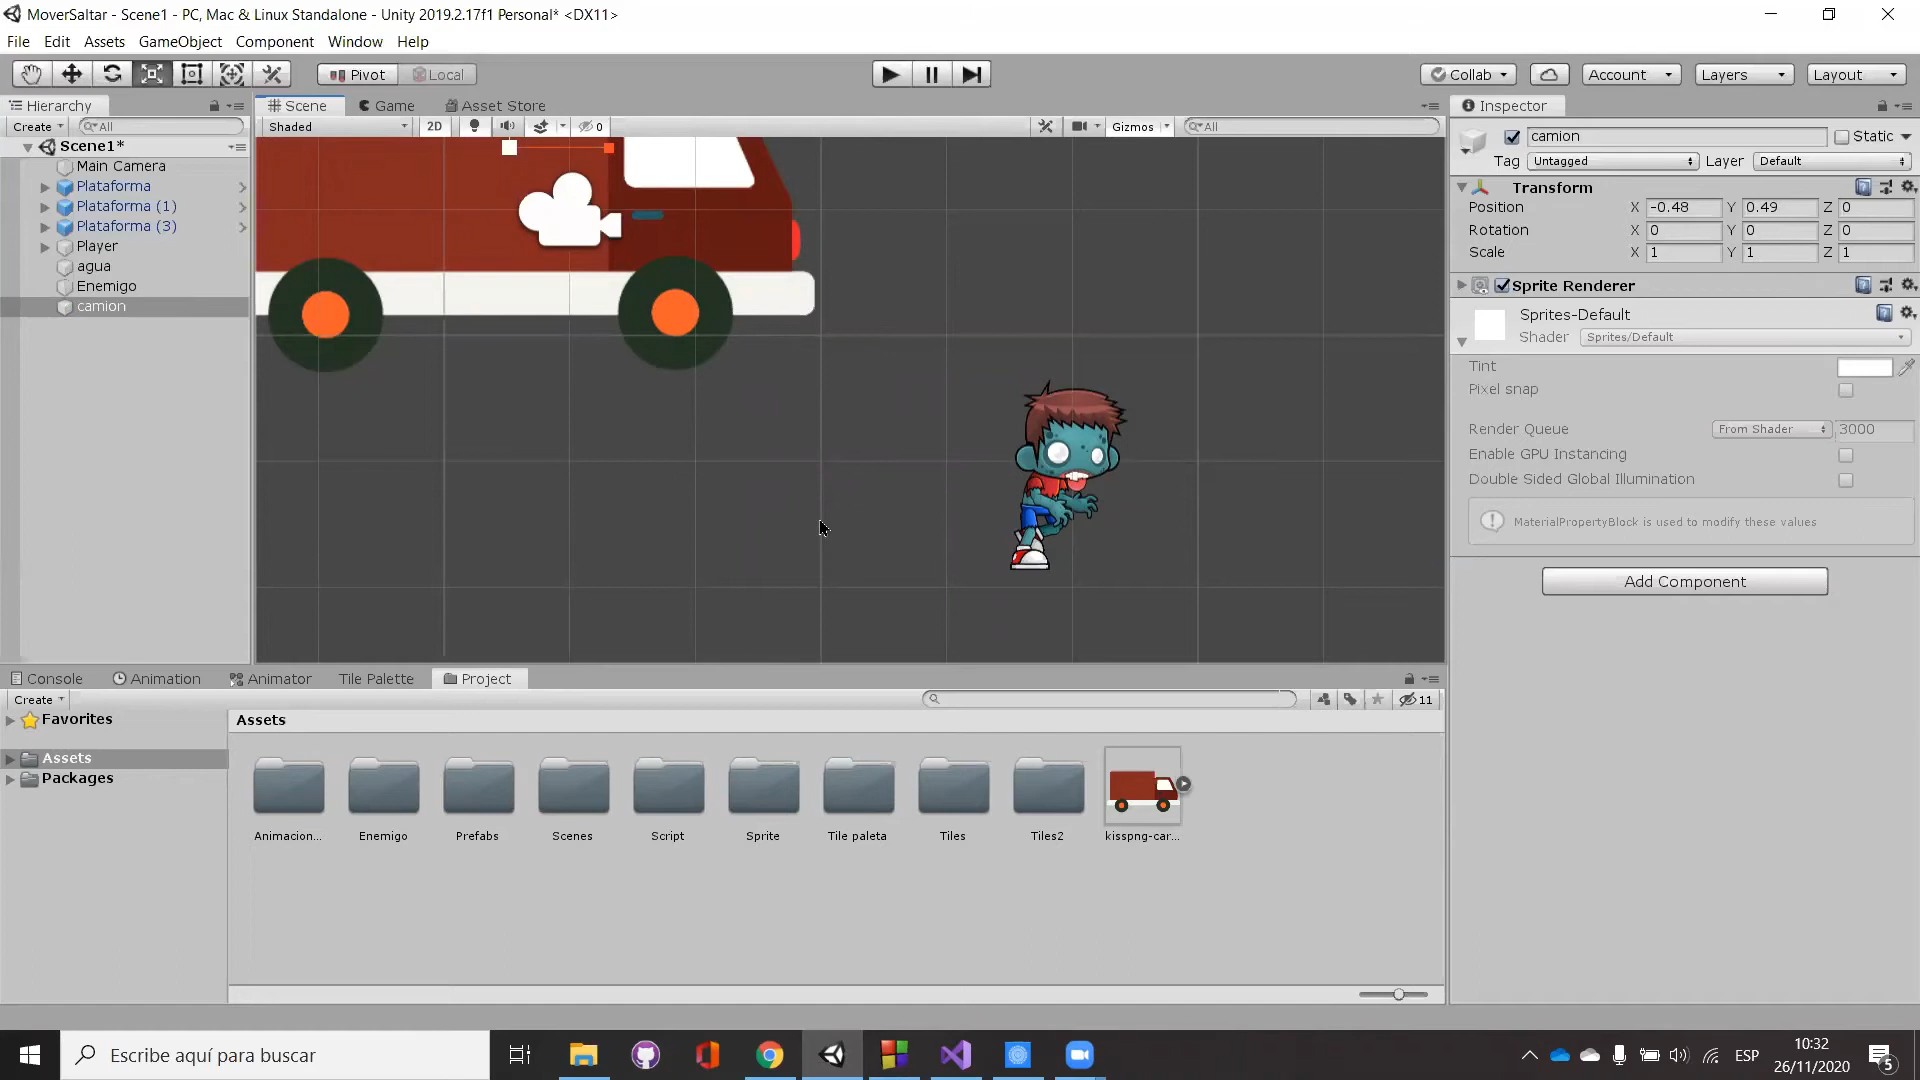 MoverSaltar - Scene1 - PC, Mac & Linux Standalone - Unity 2019.2.17f1 Personal* <DX11>
File Edit Assets GameObject Component Window Help
Pivot Local Collab Account Layers Layout
Hierarchy
Create All
Scene1*
Main Camera
Plataforma
Plataforma (1)
Plataforma (3)
Player
agua
Enemigo
camion
Scene Game Asset Store
Shaded 2D 0 Gizmos All
Inspector
camion Static
Tag Untagged Layer Default
Transform
Position X -0.48 Y 0.49 Z 0
Rotation X 0 Y 0 Z 0
Scale X 1 Y 1 Z 1
Sprite Renderer
Sprites-Default
Shader Sprites/Default
Tint
Pixel snap
Render Queue From Shader 3000
Enable GPU Instancing
Double Sided Global Illumination
MaterialPropertyBlock is used to modify these values
Add Component
Console Animation Animator Tile Palette Project
Create 11
Favorites
Assets
Packages
Assets
Animacion... Enemigo Prefabs Scenes Script Sprite Tile paleta Tiles Tiles2 kisspng-car...
Escribe aquí para buscar
ESP
10:32
26/11/2020
5